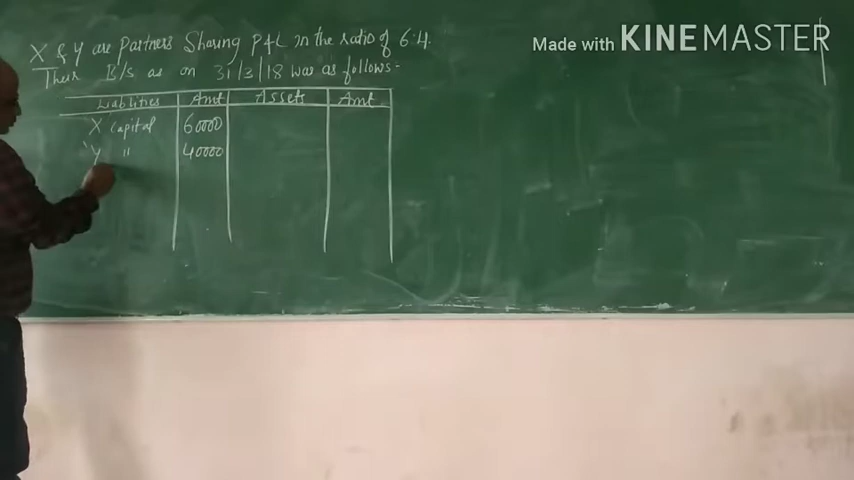 X & Y are Partners Sharing P&L in the ratio of 6:4.
Their B/s as on 31/3/18 was as follows-
Liablities Amt Assets Amt
X Capital 60000
Y " 40000
Made with KINEMASTER